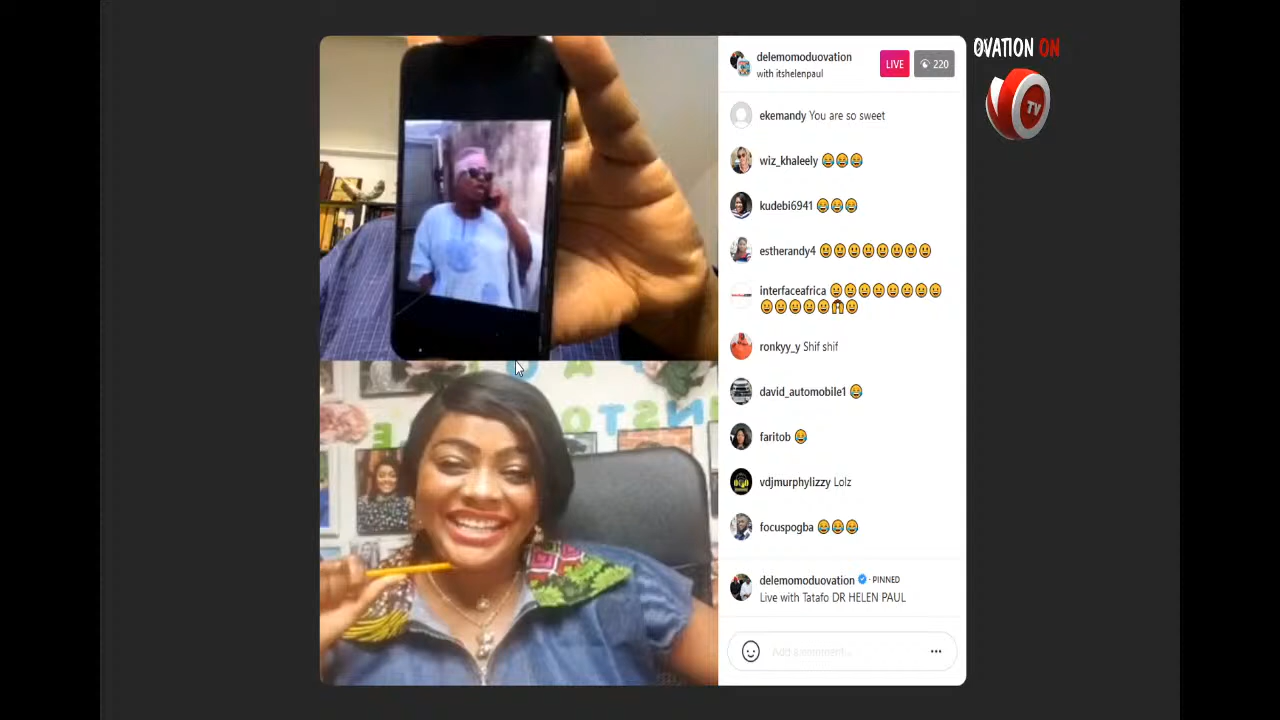 OVATION ON
TV
delemomoduovation
with itshelenpaul
LIVE
220
ekemandy You are so sweet
wiz_khaleely 😂😂😂
kudebi6941 😂😂😂
estherandy4 😀😀😀😀😀😀😀😀
interfaceafrica 😀😀😀😀😀😀😀😀
😀😀😀😀😀🙌😀
ronkyy_y Shif shif
david_automobile1 😂
faritob 😂
vdjmurphylizzy Lolz
focuspogba 😂😂😂
delemomoduovation · PINNED
Live with Tatafo DR HELEN PAUL
Add a comment...